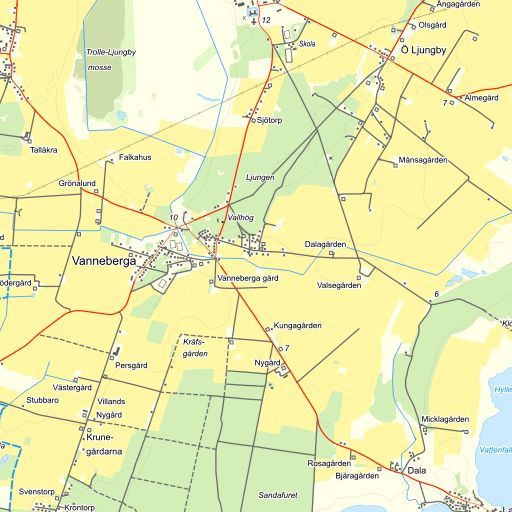 Ängagården
Olsgård
12
Skola
Ö Ljungby
Trolle-Ljungby
mosse
Almegård
7
Sjötorp
Tallåkra
Falkahus
Månsagården
Ljungen
Grönalund
10
Vallhög
Dalagården
Vanneberga
Vanneberga gård
Valsegården
6
Kungagården
Kräfs-
gården
7
Persgård
Nygård
Västergård
Stubbaro
Villands
Nygård
Micklagården
Krune-
gårdarna
Rosagården
Dala
Bjäragården
Svenstorp
Sandafuret
Krontorp